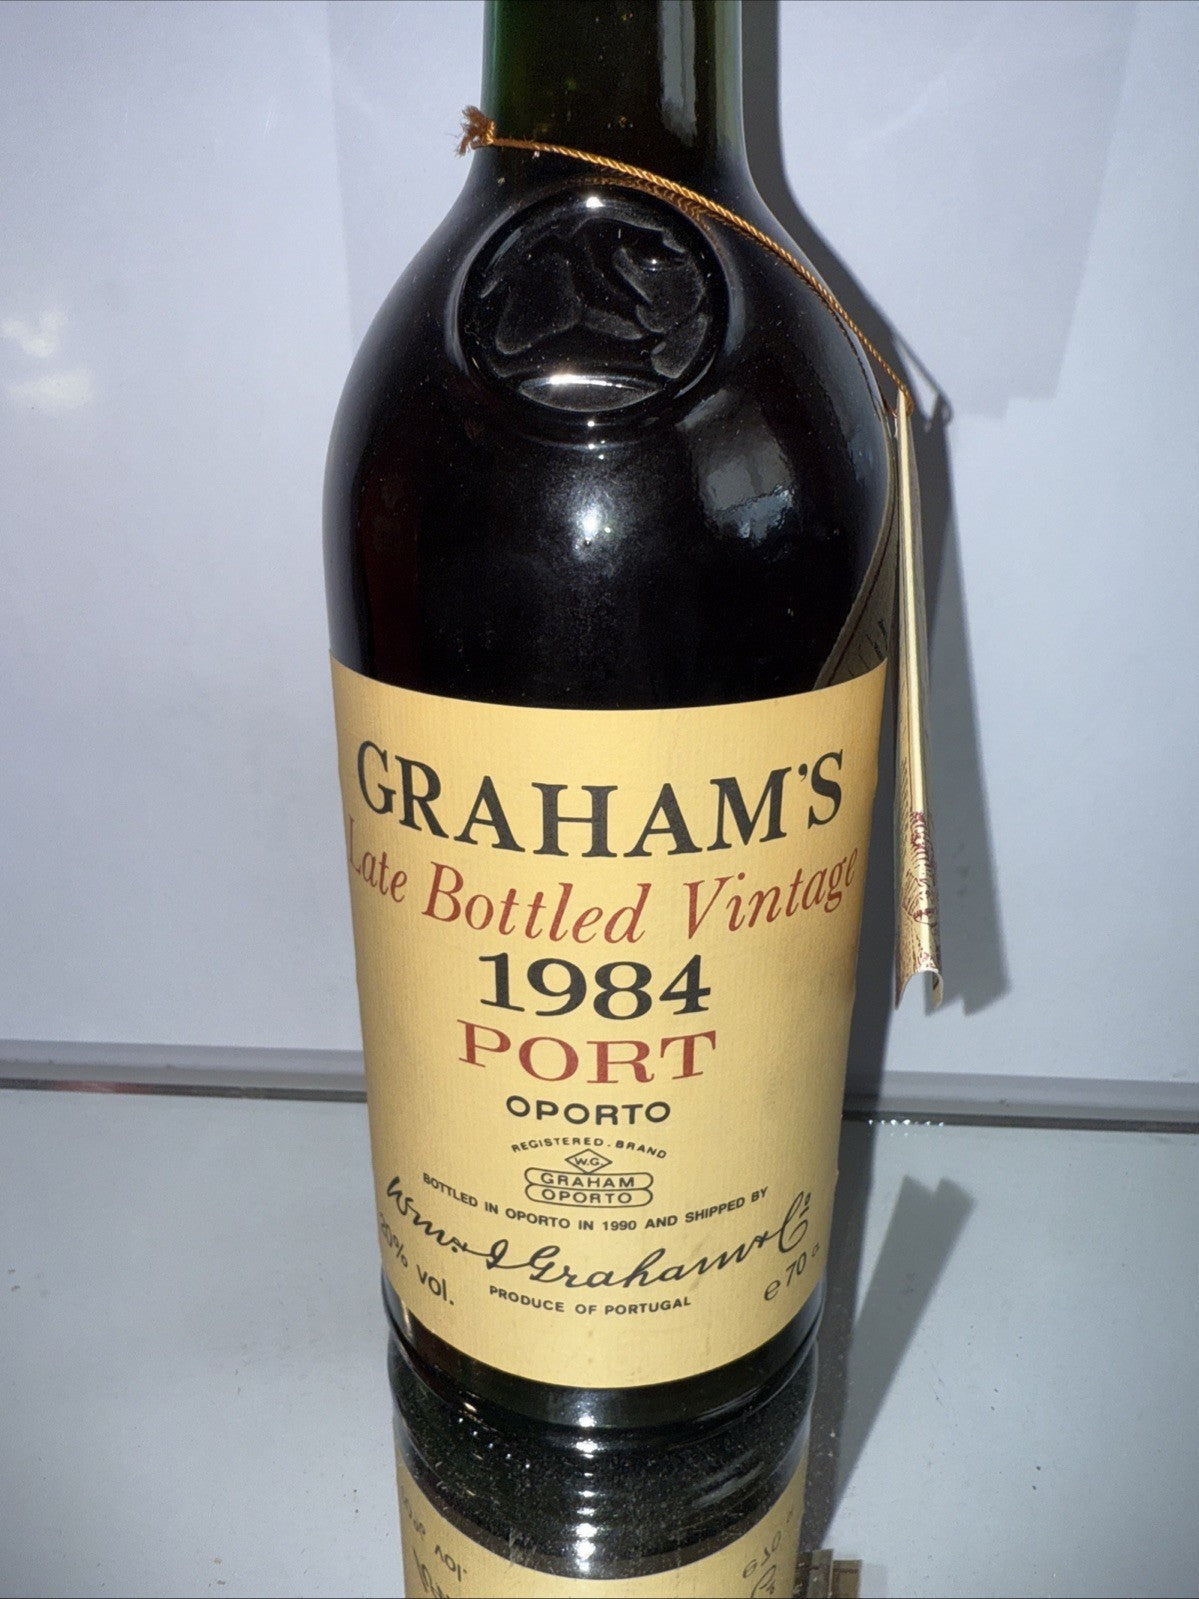 GRAHAM'S
Late Bottled Vintage
1984
PORT
OPORTO
REGISTERED . BRAND
W.G.
GRAHAM
OPORTO
BOTTLED IN OPORTO IN 1990 AND SHIPPED BY
Wm. & J Graham & Co
20% vol.
e 70
PRODUCE OF PORTUGAL